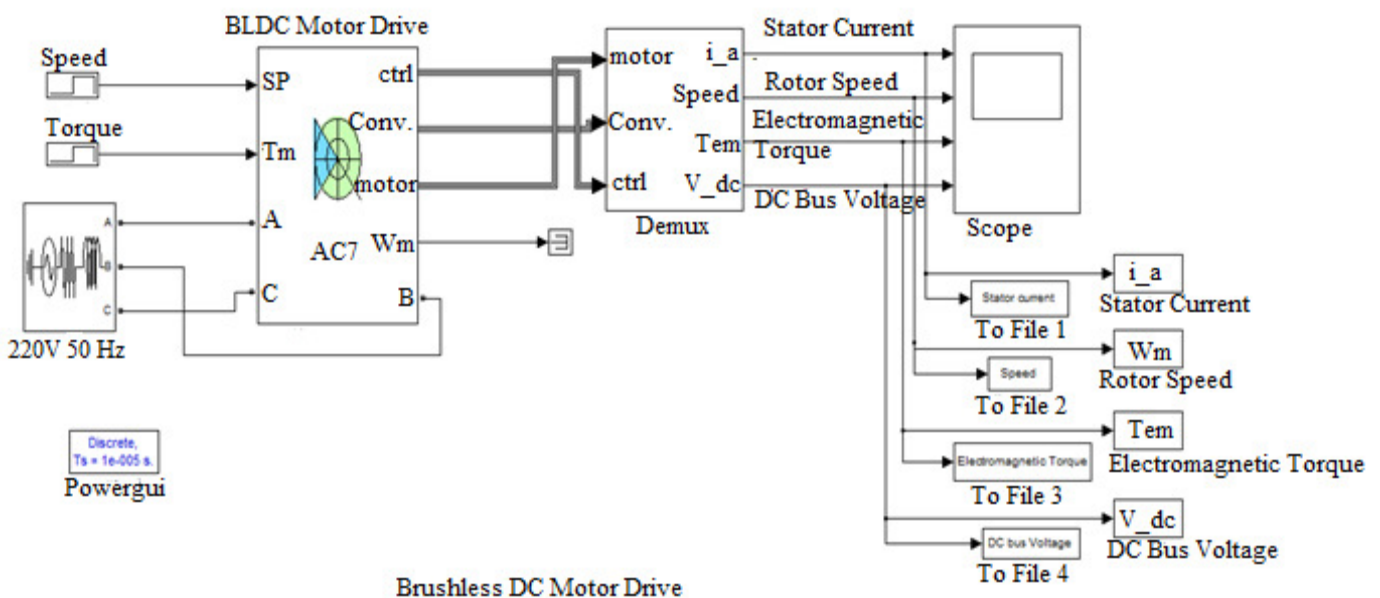 BLDC Motor Drive
Speed
SP
Torque
Tm
A
B
C
220V 50 Hz
A
C
AC7
ctrl
Conv.
motor
Wm
B
motor
Conv.
ctrl
i_a
Speed
Tem
V_dc
Demux
Stator Current
Rotor Speed
Electromagnetic
Torque
DC Bus Voltage
Scope
i_a
Stator Current
Stator current
To File 1
Wm
Rotor Speed
Speed
To File 2
Tem
Electromagnetic Torque
Electromagnetic Torque
To File 3
V_dc
DC Bus Voltage
DC bus Voltage
To File 4
Discrete,
Ts = 1e-005 s.
Powergui
Brushless DC Motor Drive